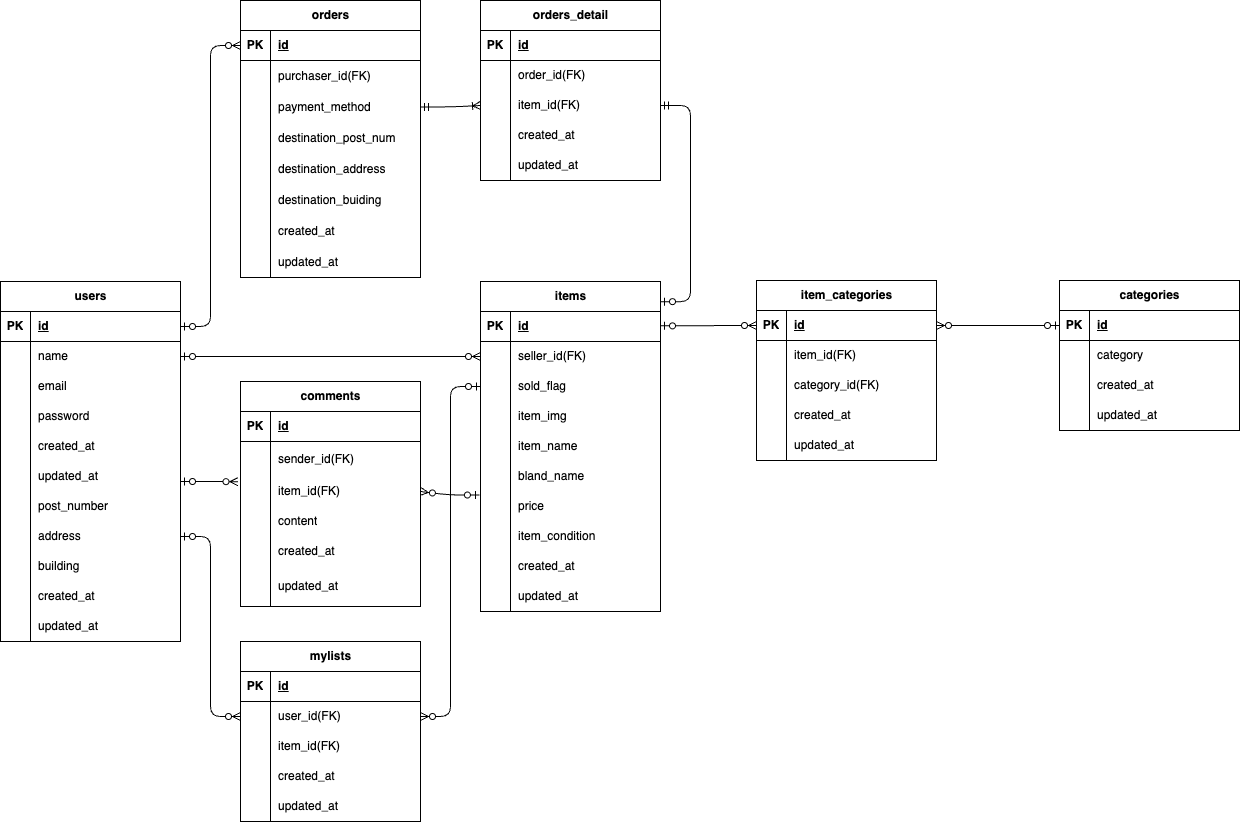 orders
PK id
purchaser_id(FK)
payment_method
destination_post_num
destination_address
destination_buiding
created_at
updated_at
orders_detail
PK id
order_id(FK)
item_id(FK)
created_at
updated_at
users
PK id
name
email
password
created_at
updated_at
post_number
address
building
created_at
updated_at
comments
PK id
sender_id(FK)
item_id(FK)
content
created_at
updated_at
mylists
PK id
user_id(FK)
item_id(FK)
created_at
updated_at
items
PK id
seller_id(FK)
sold_flag
item_img
item_name
bland_name
price
item_condition
created_at
updated_at
item_categories
PK id
item_id(FK)
category_id(FK)
created_at
updated_at
categories
PK id
category
created_at
updated_at